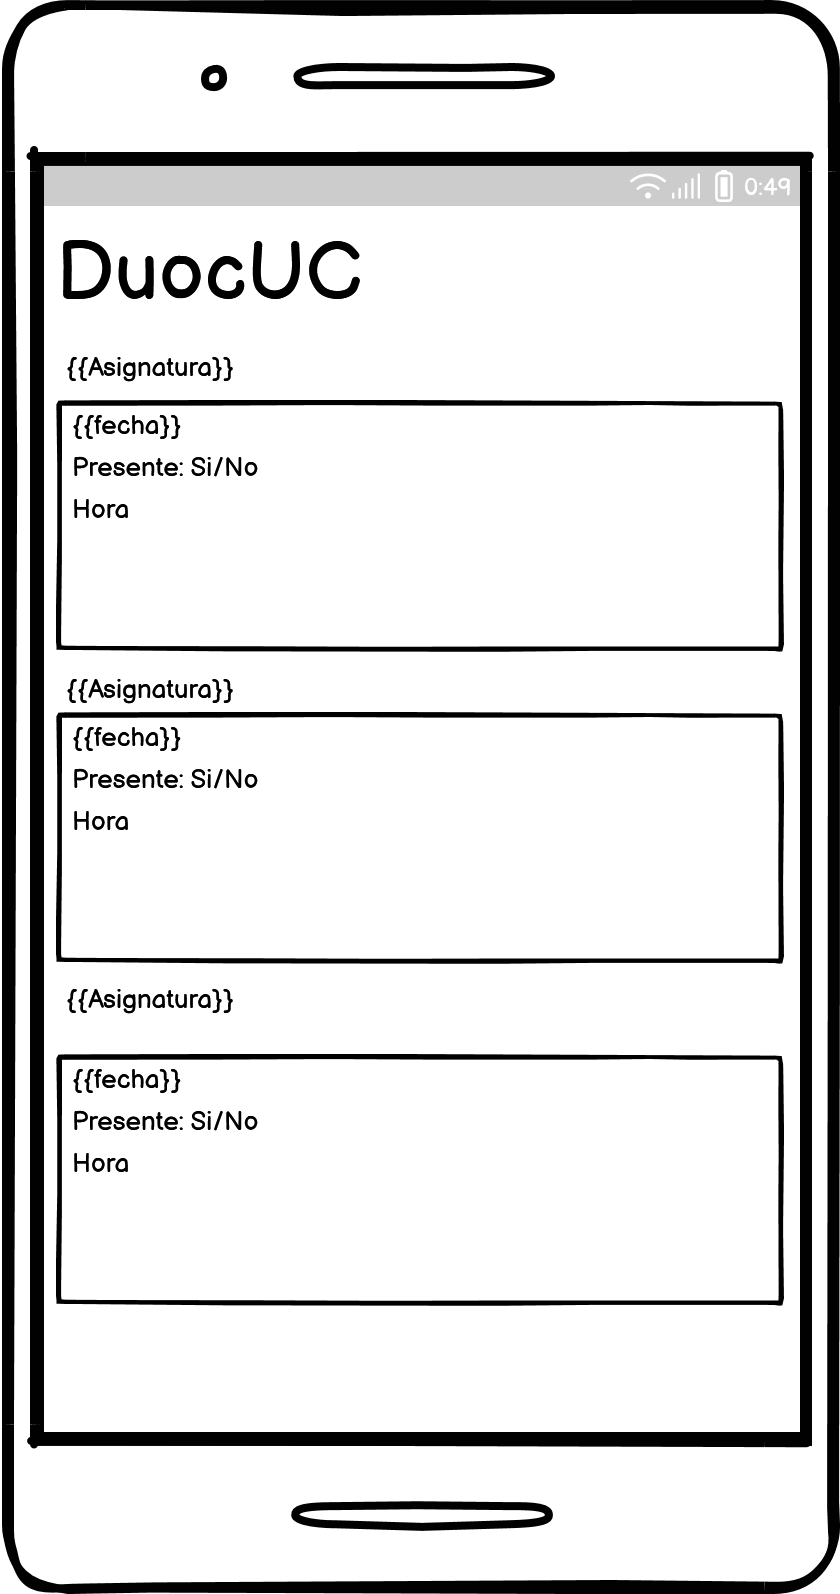 0:49
DuocUC
{{Asignatura}}
{{fecha}}
Presente: Si/No
Hora
{{Asignatura}}
{{fecha}}
Presente: Si/No
Hora
{{Asignatura}}
{{fecha}}
Presente: Si/No
Hora